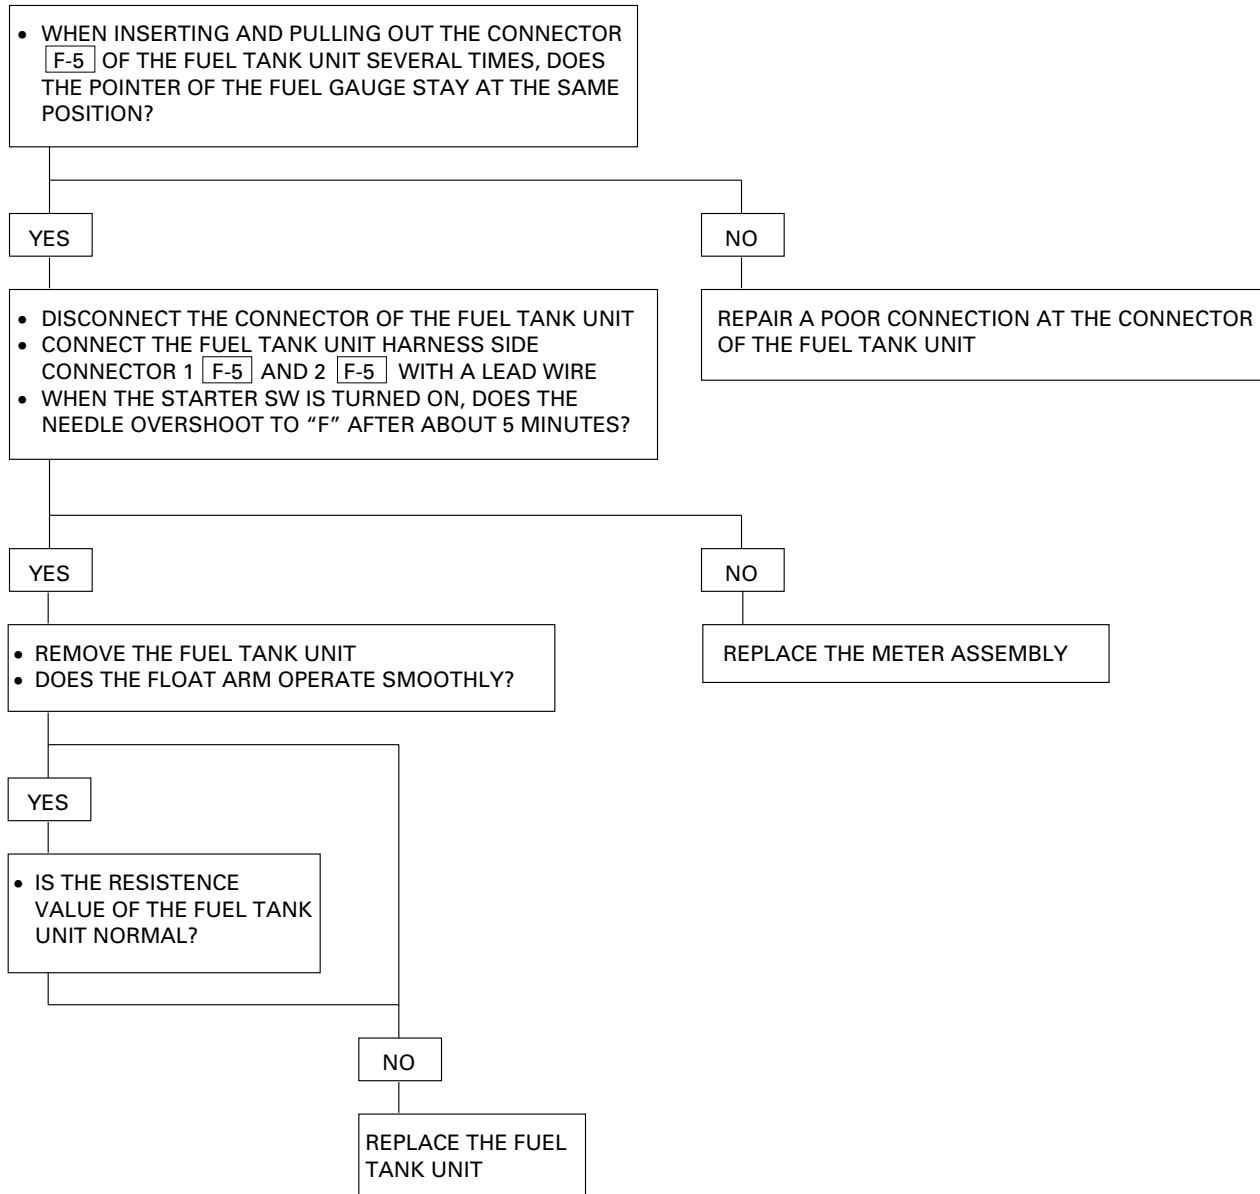 • WHEN INSERTING AND PULLING OUT THE CONNECTOR
F-5 OF THE FUEL TANK UNIT SEVERAL TIMES, DOES
THE POINTER OF THE FUEL GAUGE STAY AT THE SAME
POSITION?
YES
NO
• DISCONNECT THE CONNECTOR OF THE FUEL TANK UNIT
• CONNECT THE FUEL TANK UNIT HARNESS SIDE
CONNECTOR 1 F-5 AND 2 F-5 WITH A LEAD WIRE
• WHEN THE STARTER SW IS TURNED ON, DOES THE
NEEDLE OVERSHOOT TO “F” AFTER ABOUT 5 MINUTES?
REPAIR A POOR CONNECTION AT THE CONNECTOR
OF THE FUEL TANK UNIT
YES
NO
• REMOVE THE FUEL TANK UNIT
• DOES THE FLOAT ARM OPERATE SMOOTHLY?
REPLACE THE METER ASSEMBLY
YES
• IS THE RESISTENCE
VALUE OF THE FUEL TANK
UNIT NORMAL?
NO
REPLACE THE FUEL
TANK UNIT